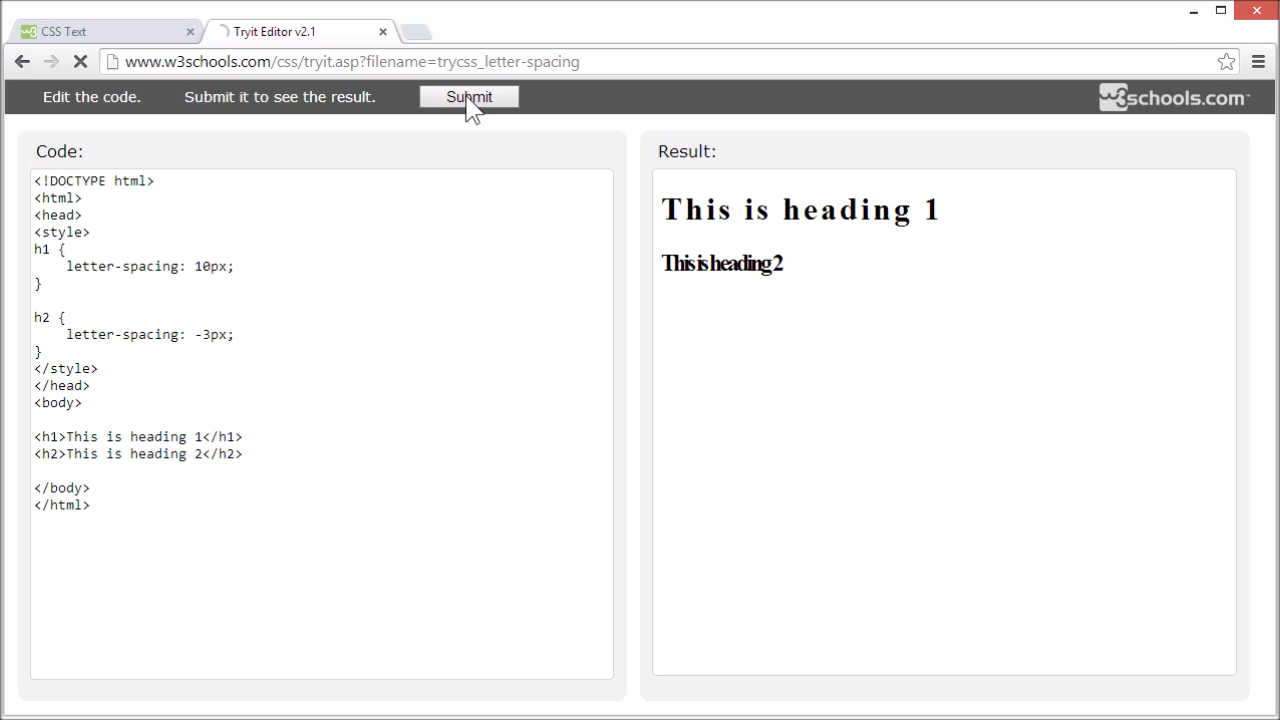 CSS Text
Tryit Editor v2.1
www.w3schools.com/css/tryit.asp?filename=trycss_letter-spacing
Edit the code. Submit it to see the result. Submit
w3schools.com
Code:
<!DOCTYPE html>
<html>
<head>
<style>
h1 {
    letter-spacing: 10px;
}

h2 {
    letter-spacing: -3px;
}
</style>
</head>
<body>

<h1>This is heading 1</h1>
<h2>This is heading 2</h2>

</body>
</html>
Result:
This is heading 1
This is heading 2